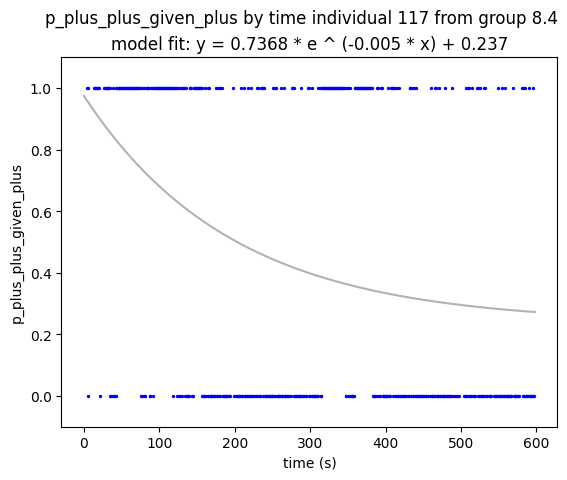 p_plus_plus_given_plus by time individual 117 from group 8.4
model fit: y = 0.7368 * e ^ (-0.005 * x) + 0.237
1.0
0.8
0.6
0.4
0.2
0.0
p_plus_plus_given_plus
0 100 200 300 400 500 600
time (s)